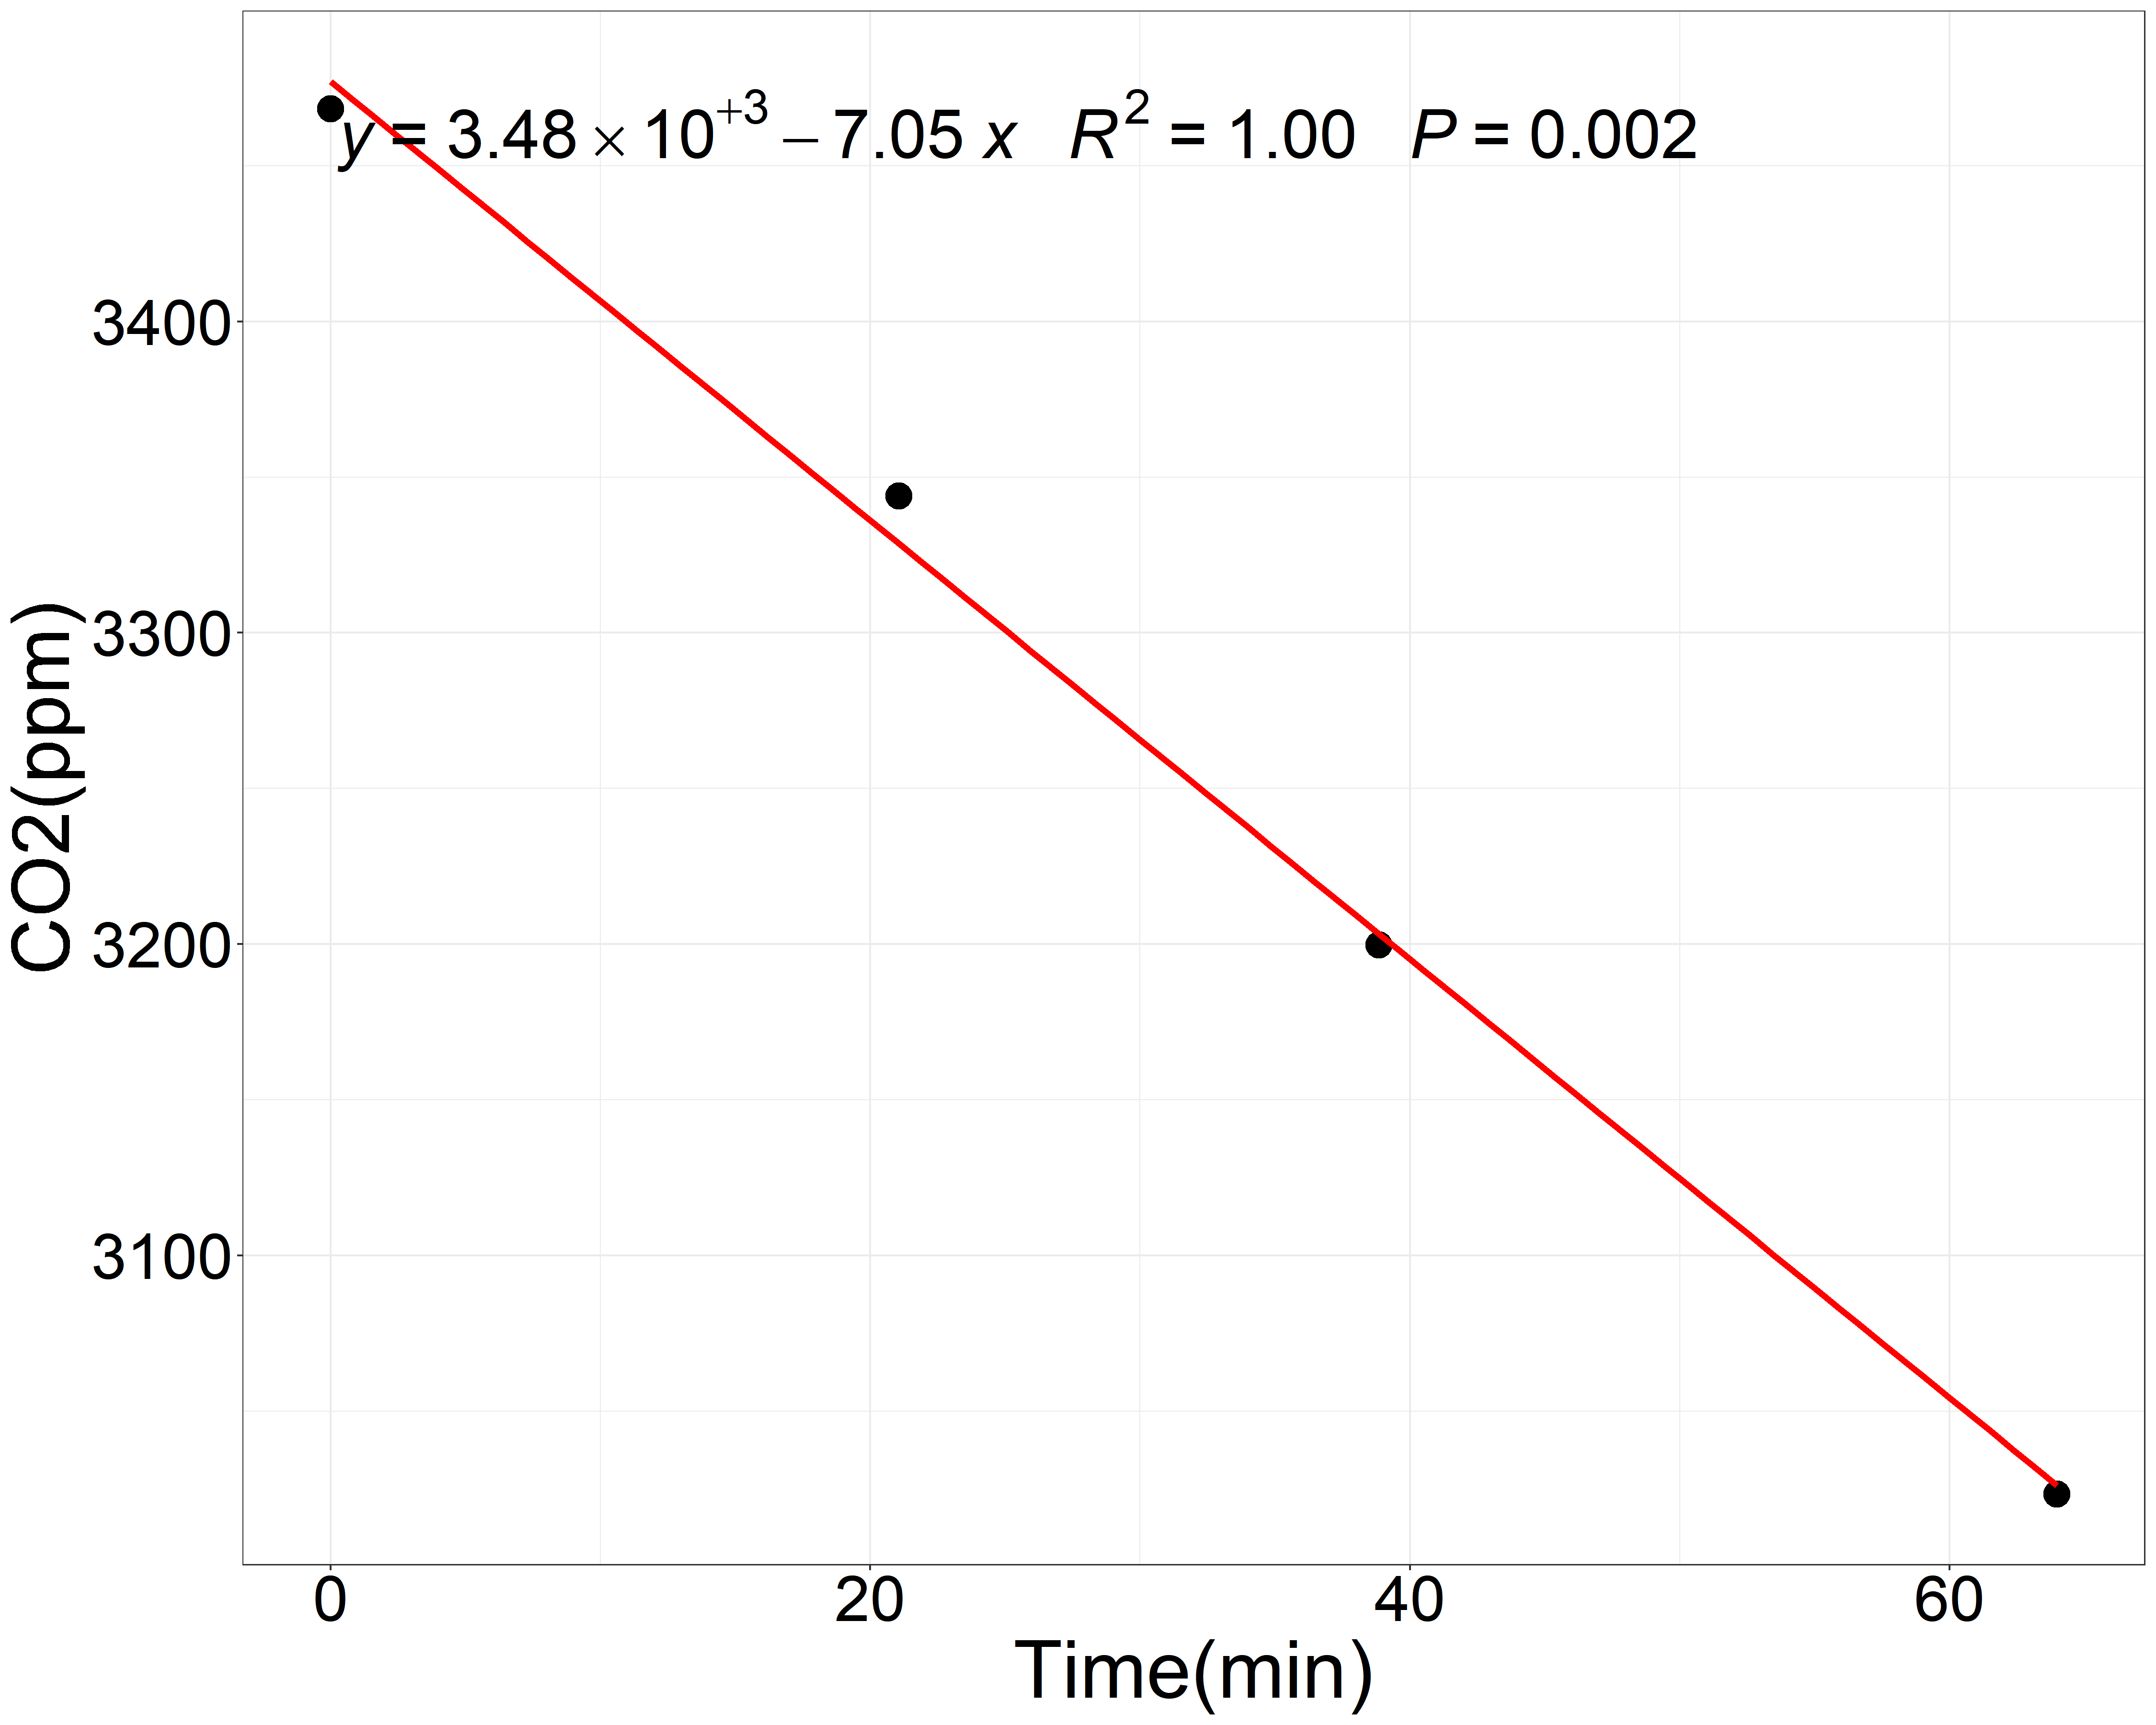 y = 3.48 × 10⁺³ − 7.05 x R² = 1.00 P = 0.002
3400
3300
3200
3100
CO2(ppm)
0 20 40 60
Time(min)